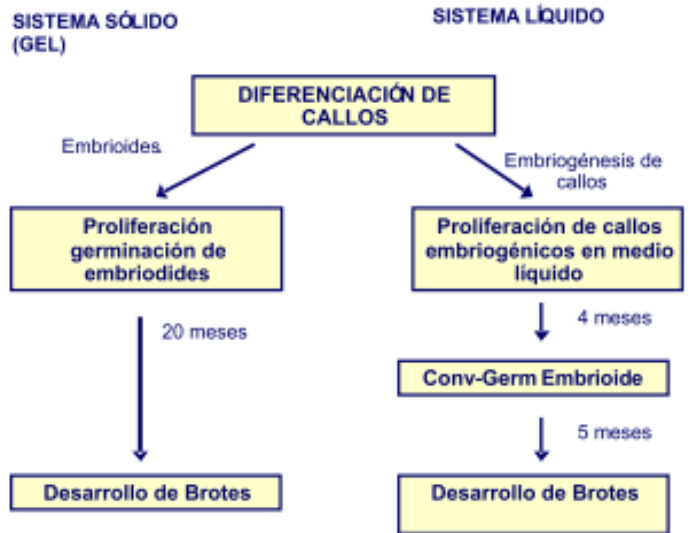 SISTEMA SÓLIDO
(GEL)
SISTEMA LÍQUIDO
DIFERENCIACIÓN DE
CALLOS
Embrioides.
Embriogénesis de
callos
Proliferación
germinación de
embriodides
Proliferación de callos
embriogénicos en medio
líquido
20 meses
4 meses
Conv-Germ Embrioide
5 meses
Desarrollo de Brotes
Desarrollo de Brotes